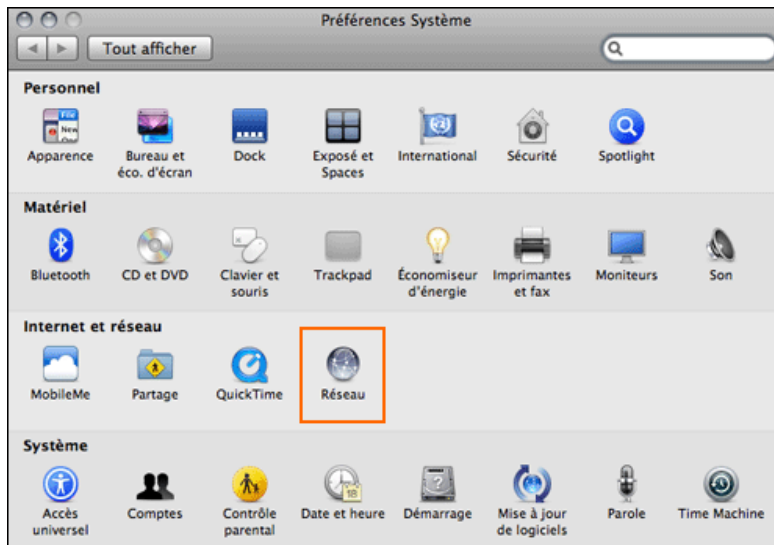 Préférences Système
Tout afficher
Personnel
Apparence
Bureau et
éco. d'écran
Dock
Exposé et
Spaces
International
Sécurité
Spotlight
Matériel
Bluetooth
CD et DVD
Clavier et
souris
Trackpad
Économiseur
d'énergie
Imprimantes
et fax
Moniteurs
Son
Internet et réseau
MobileMe
Partage
QuickTime
Réseau
Système
Accès
universel
Comptes
Contrôle
parental
Date et heure
Démarrage
Mise à jour
de logiciels
Parole
Time Machine